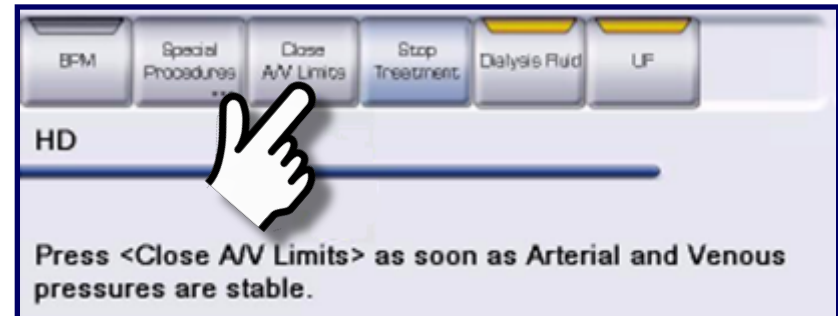 BPM
Special
Procedures
...
Close
A/V Limits
Stop
Treatment
Dialysis Fluid
UF
HD
Press <Close A/V Limits> as soon as Arterial and Venous
pressures are stable.